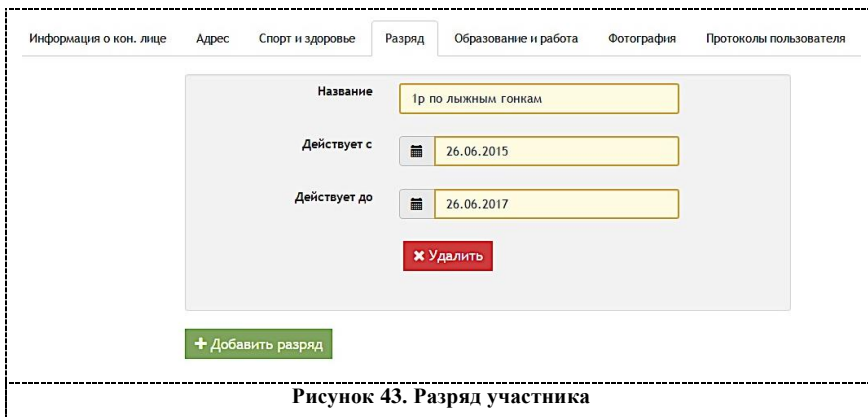 Информация о кон. лице Адрес Спорт и здоровье Разряд Образование и работа Фотография Протоколы пользователя
Название 1р по лыжным гонкам
Действует с 26.06.2015
Действует до 26.06.2017
Удалить
Добавить разряд
Рисунок 43. Разряд участника